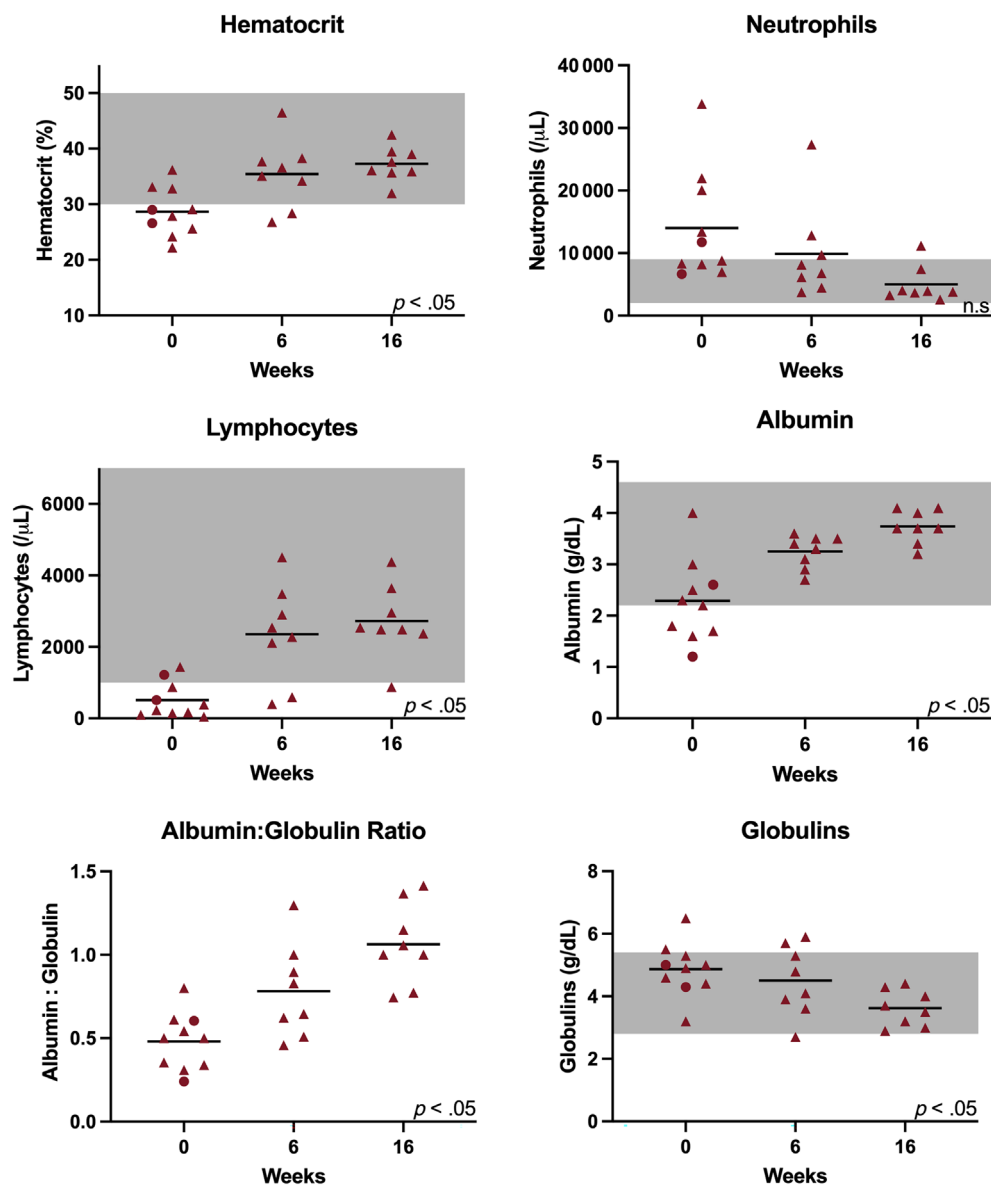 Hematocrit
Hematocrit (%)
50
40
30
20
10
p < .05
0 6 16
Weeks
Neutrophils
Neutrophils (/µL)
40 000
30 000
20 000
10 000
0
n.s
0 6 16
Weeks
Lymphocytes
Lymphocytes (/µL)
6000
4000
2000
0
p < .05
0 6 16
Weeks
Albumin
Albumin (g/dL)
5
4
3
2
1
0
p < .05
0 6 16
Weeks
Albumin:Globulin Ratio
Albumin : Globulin
1.5
1.0
0.5
0.0
p < .05
0 6 16
Weeks
Globulins
Globulins (g/dL)
8
6
4
2
0
p < .05
0 6 16
Weeks